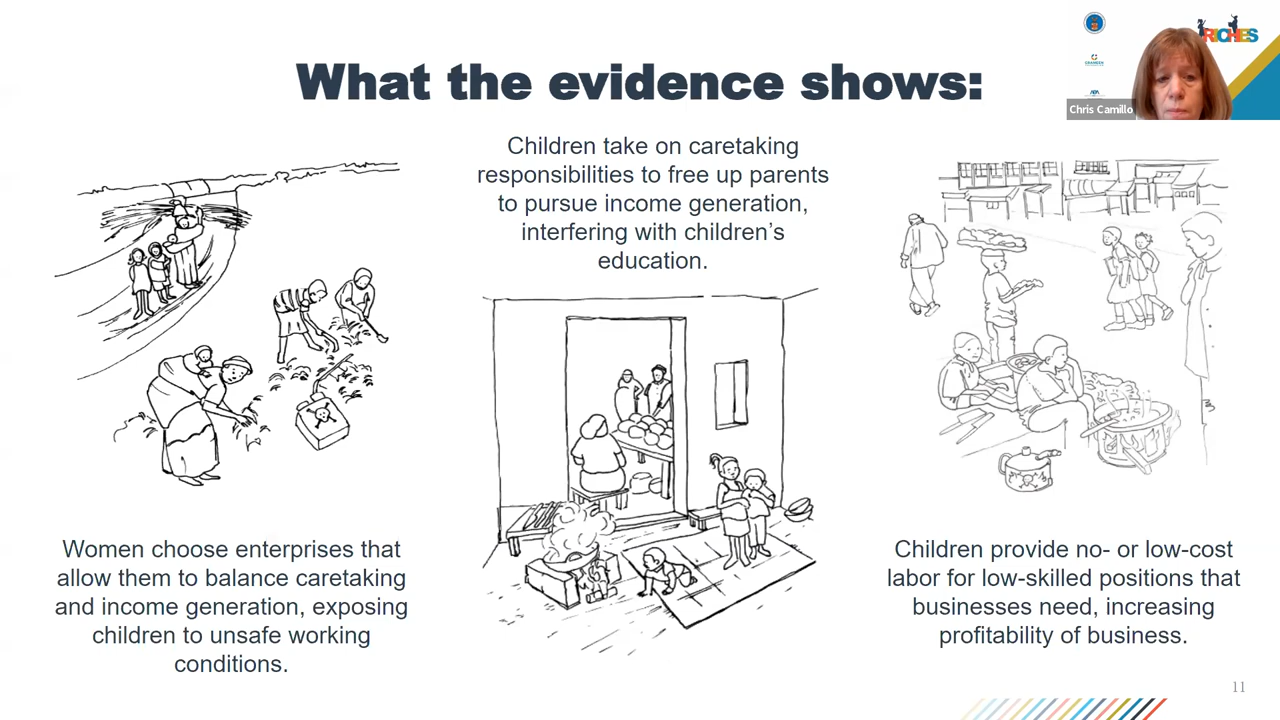 What the evidence shows:
RICHES
Chris Camillo
Children take on caretaking
responsibilities to free up parents
to pursue income generation,
interfering with children’s
education.
Women choose enterprises that
allow them to balance caretaking
and income generation, exposing
children to unsafe working
conditions.
Children provide no- or low-cost
labor for low-skilled positions that
businesses need, increasing
profitability of business.
11